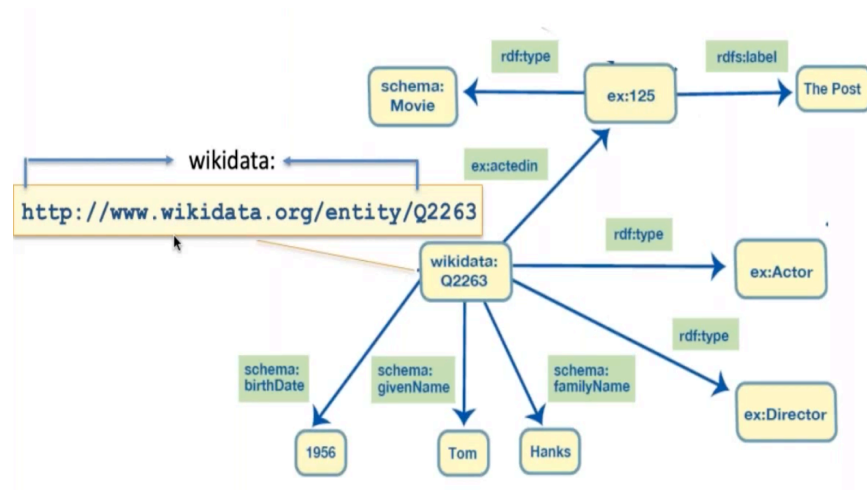 rdf:type
rdfs:label
schema:
Movie
ex:125
The Post
wikidata:
ex:actedin
http://www.wikidata.org/entity/Q2263
rdf:type
wikidata:
Q2263
ex:Actor
rdf:type
schema:
birthDate
schema:
givenName
schema:
familyName
ex:Director
1956
Tom
Hanks